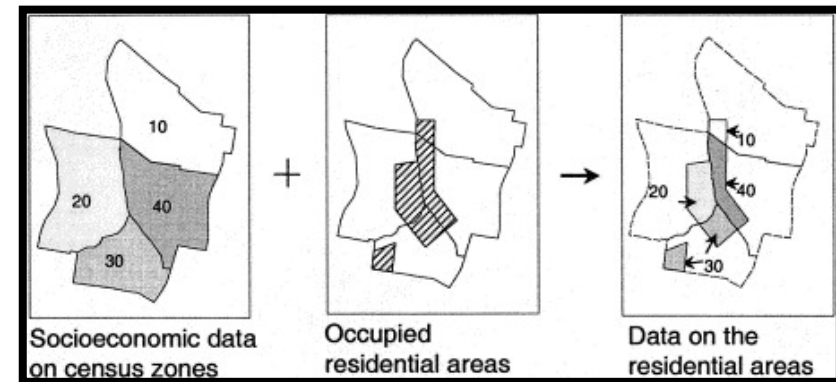 10
20
40
30
+
10
20
40
30
Socioeconomic data
on census zones
Occupied
residential areas
Data on the
residential areas